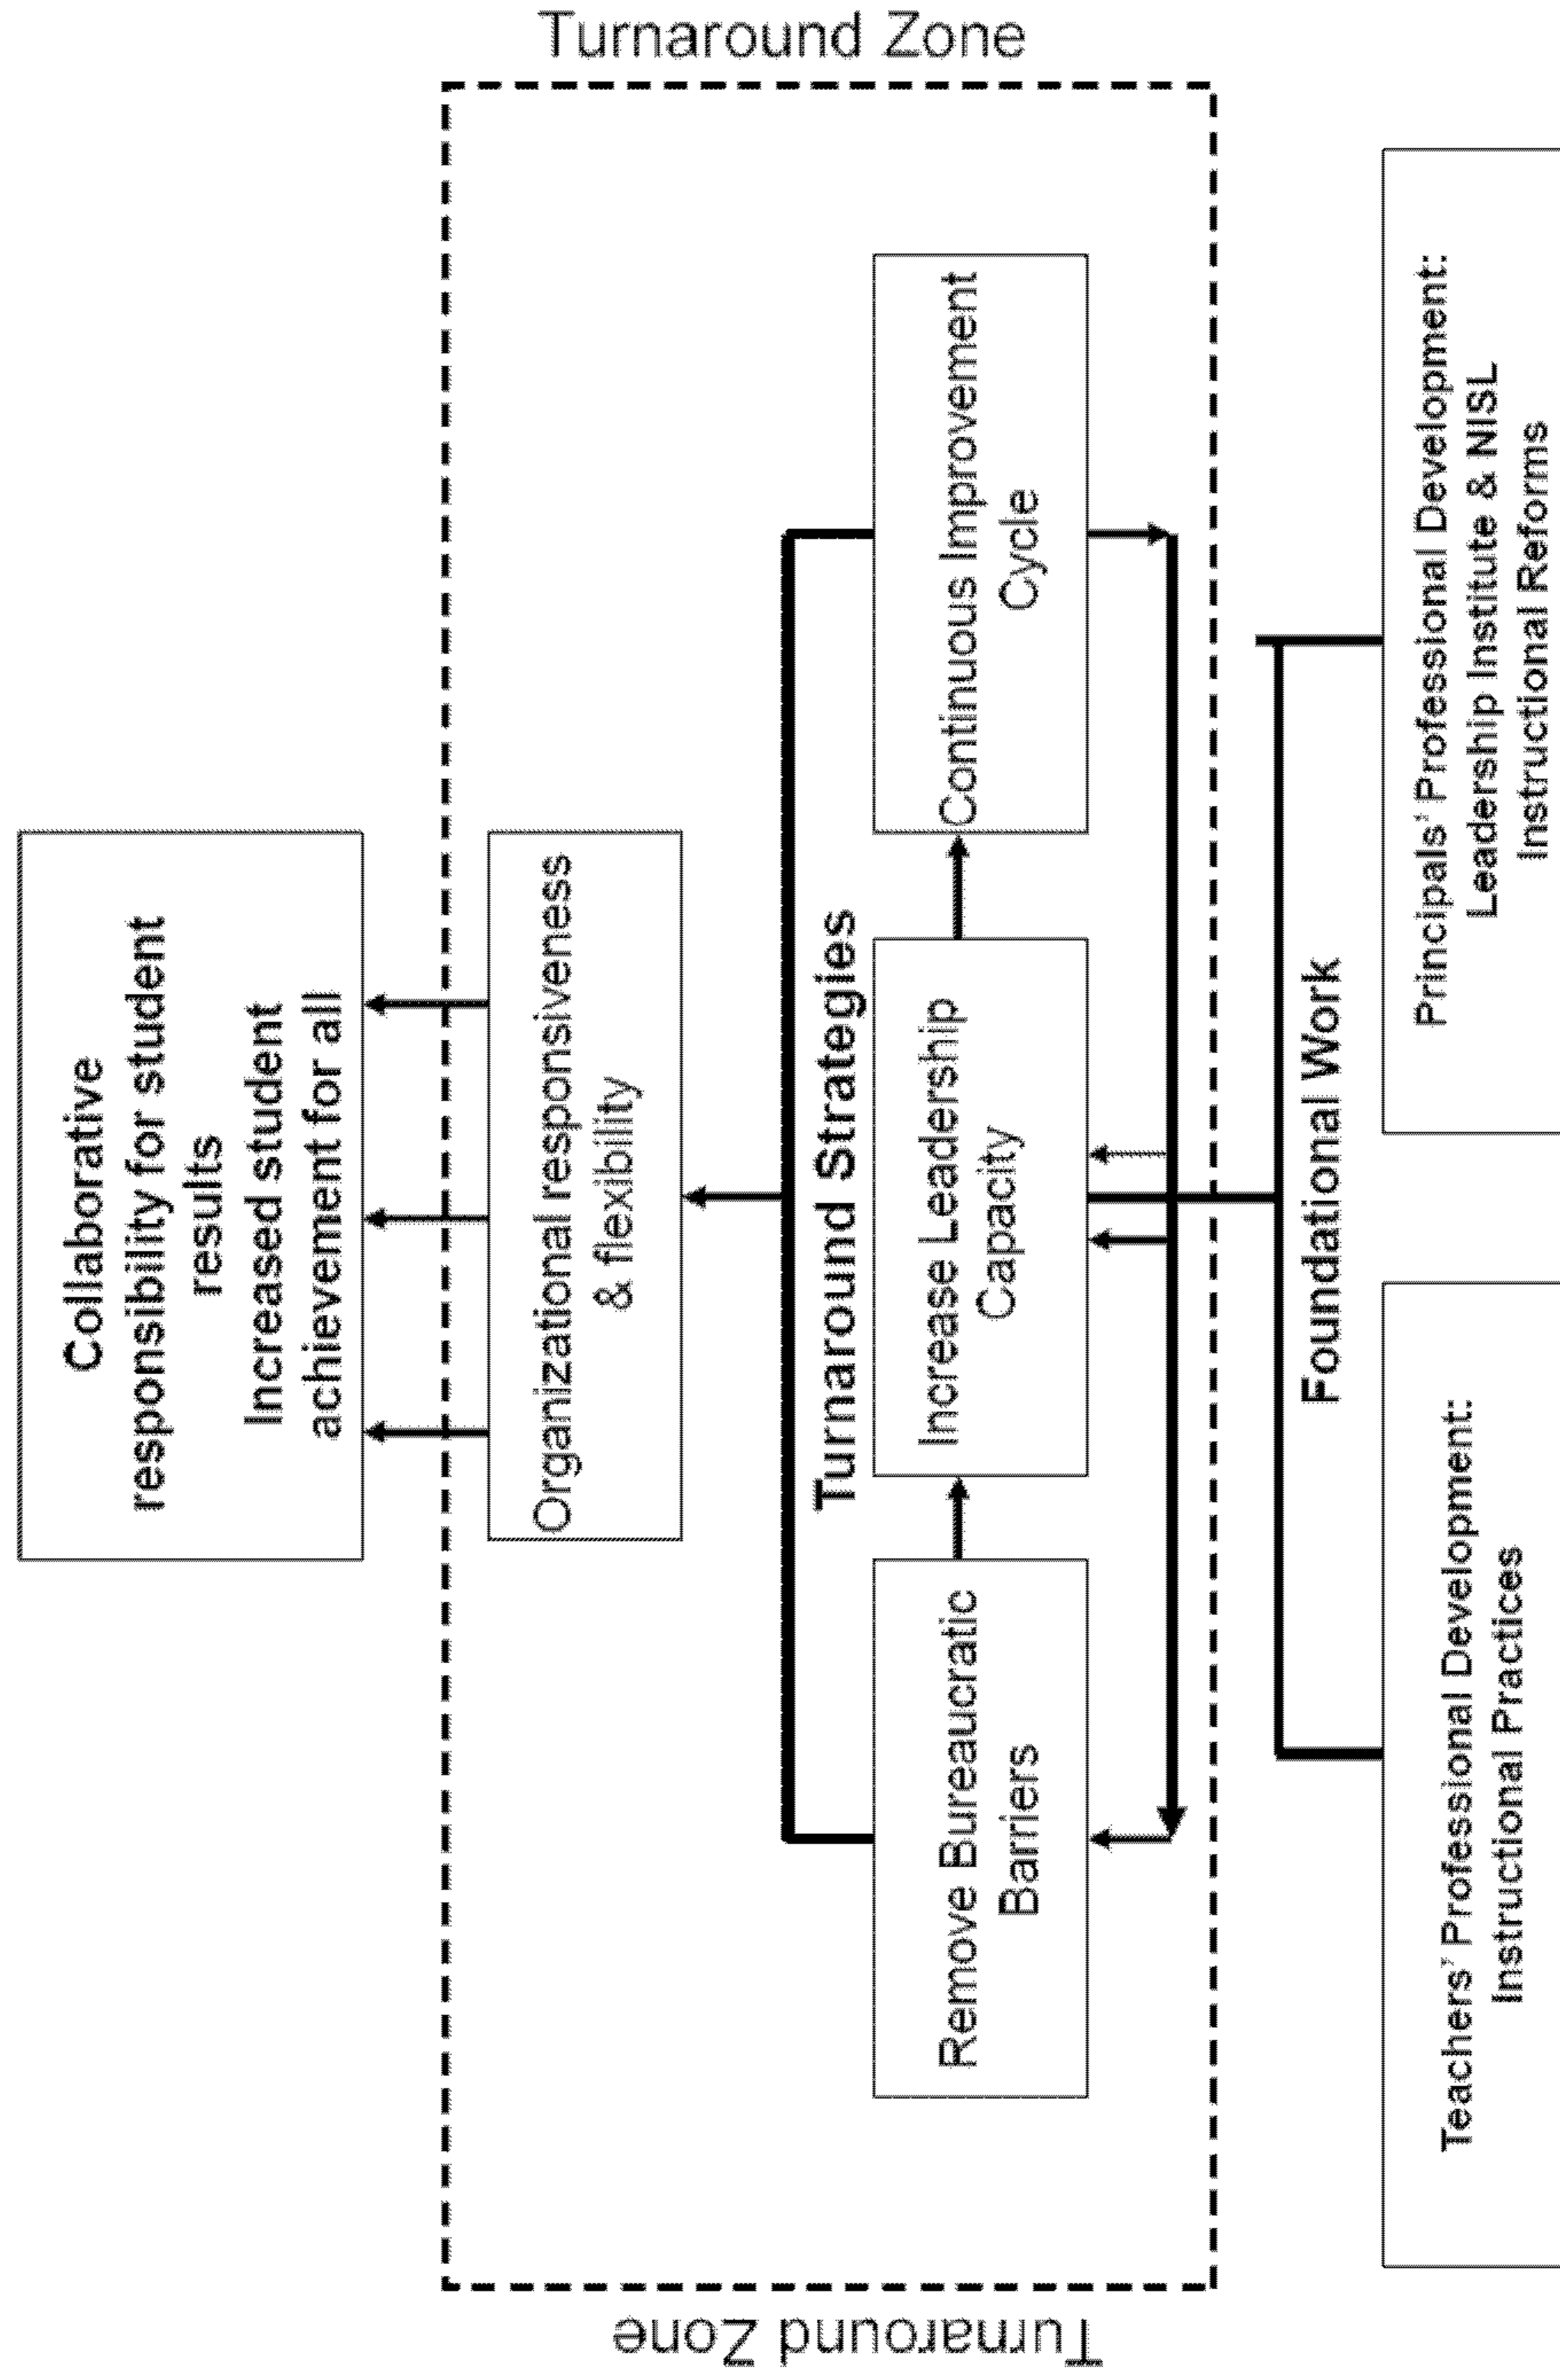 Collaborative
responsibility for student
results
Increased student
achievement for all
Turnaround Zone
Turnaround Zone
Organizational responsiveness
& flexibility
Turnaround Strategies
Remove Bureaucratic
Barriers
Increase Leadership
Capacity
Continuous Improvement
Cycle
Foundational Work
Teachers' Professional Development:
Instructional Practices
Principals' Professional Development:
Leadership Institute & NISL
Instructional Reforms